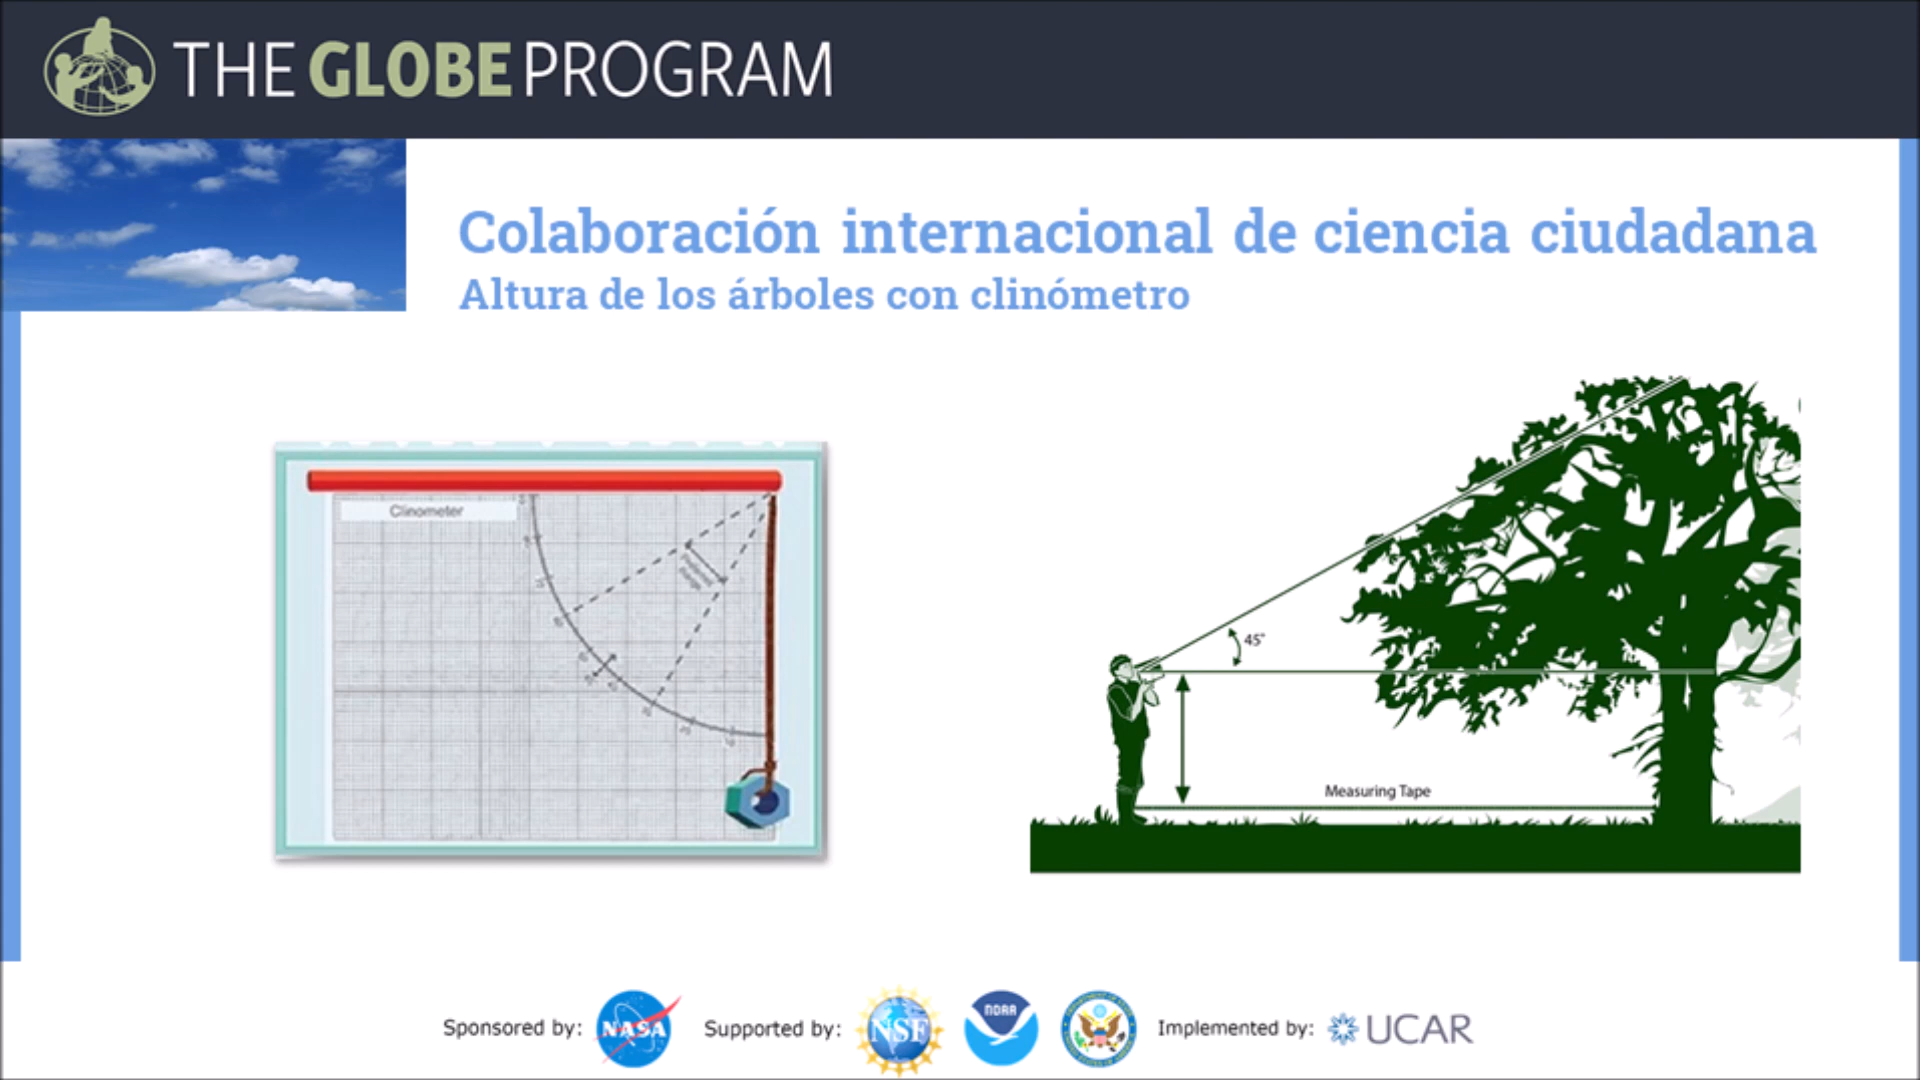 THE GLOBE PROGRAM
Colaboración internacional de ciencia ciudadana
Altura de los árboles con clinómetro
Clinometer
45°
Measuring Tape
Sponsored by:
NASA
Supported by:
NSF
NOAA
Implemented by:
UCAR